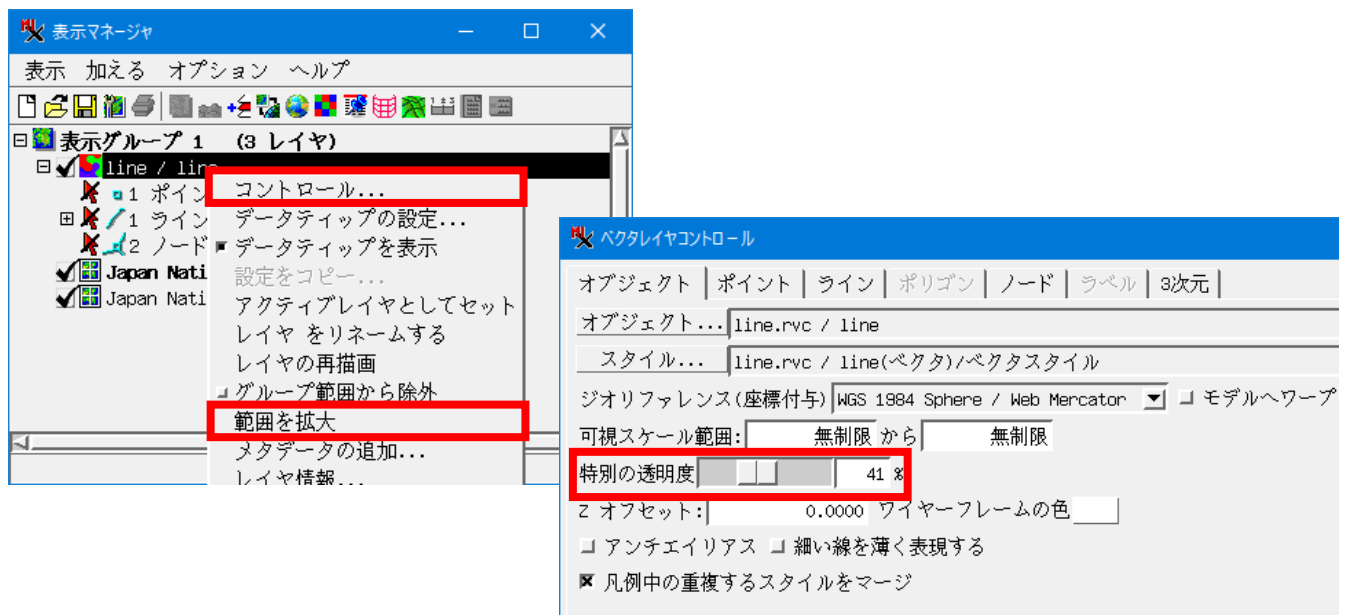 表示マネージャ
表示 加える オプション ヘルプ
表示グループ 1 (3 レイヤ)
line / line
1 ポイン
1 ライン
2 ノード
Japan Nati
Japan Nati
コントロール...
データティップの設定...
データティップを表示
設定をコピー...
アクティブレイヤとしてセット
レイヤ をリネームする
レイヤの再描画
グループ範囲から除外
範囲を拡大
メタデータの追加...
レイヤ情報...
ベクタレイヤコントロール
オブジェクト ポイント ライン ポリゴン ノード ラベル 3次元
オブジェクト... line.rvc / line
スタイル... line.rvc / line(ベクタ)/ベクタスタイル
ジオリファレンス(座標付与) WGS 1984 Sphere / Web Mercator モデルへワープ
可視スケール範囲: 無制限 から 無制限
特別の透明度 41 %
Z オフセット: 0.0000 ワイヤーフレームの色
アンチエイリアス 細い線を薄く表現する
凡例中の重複するスタイルをマージ